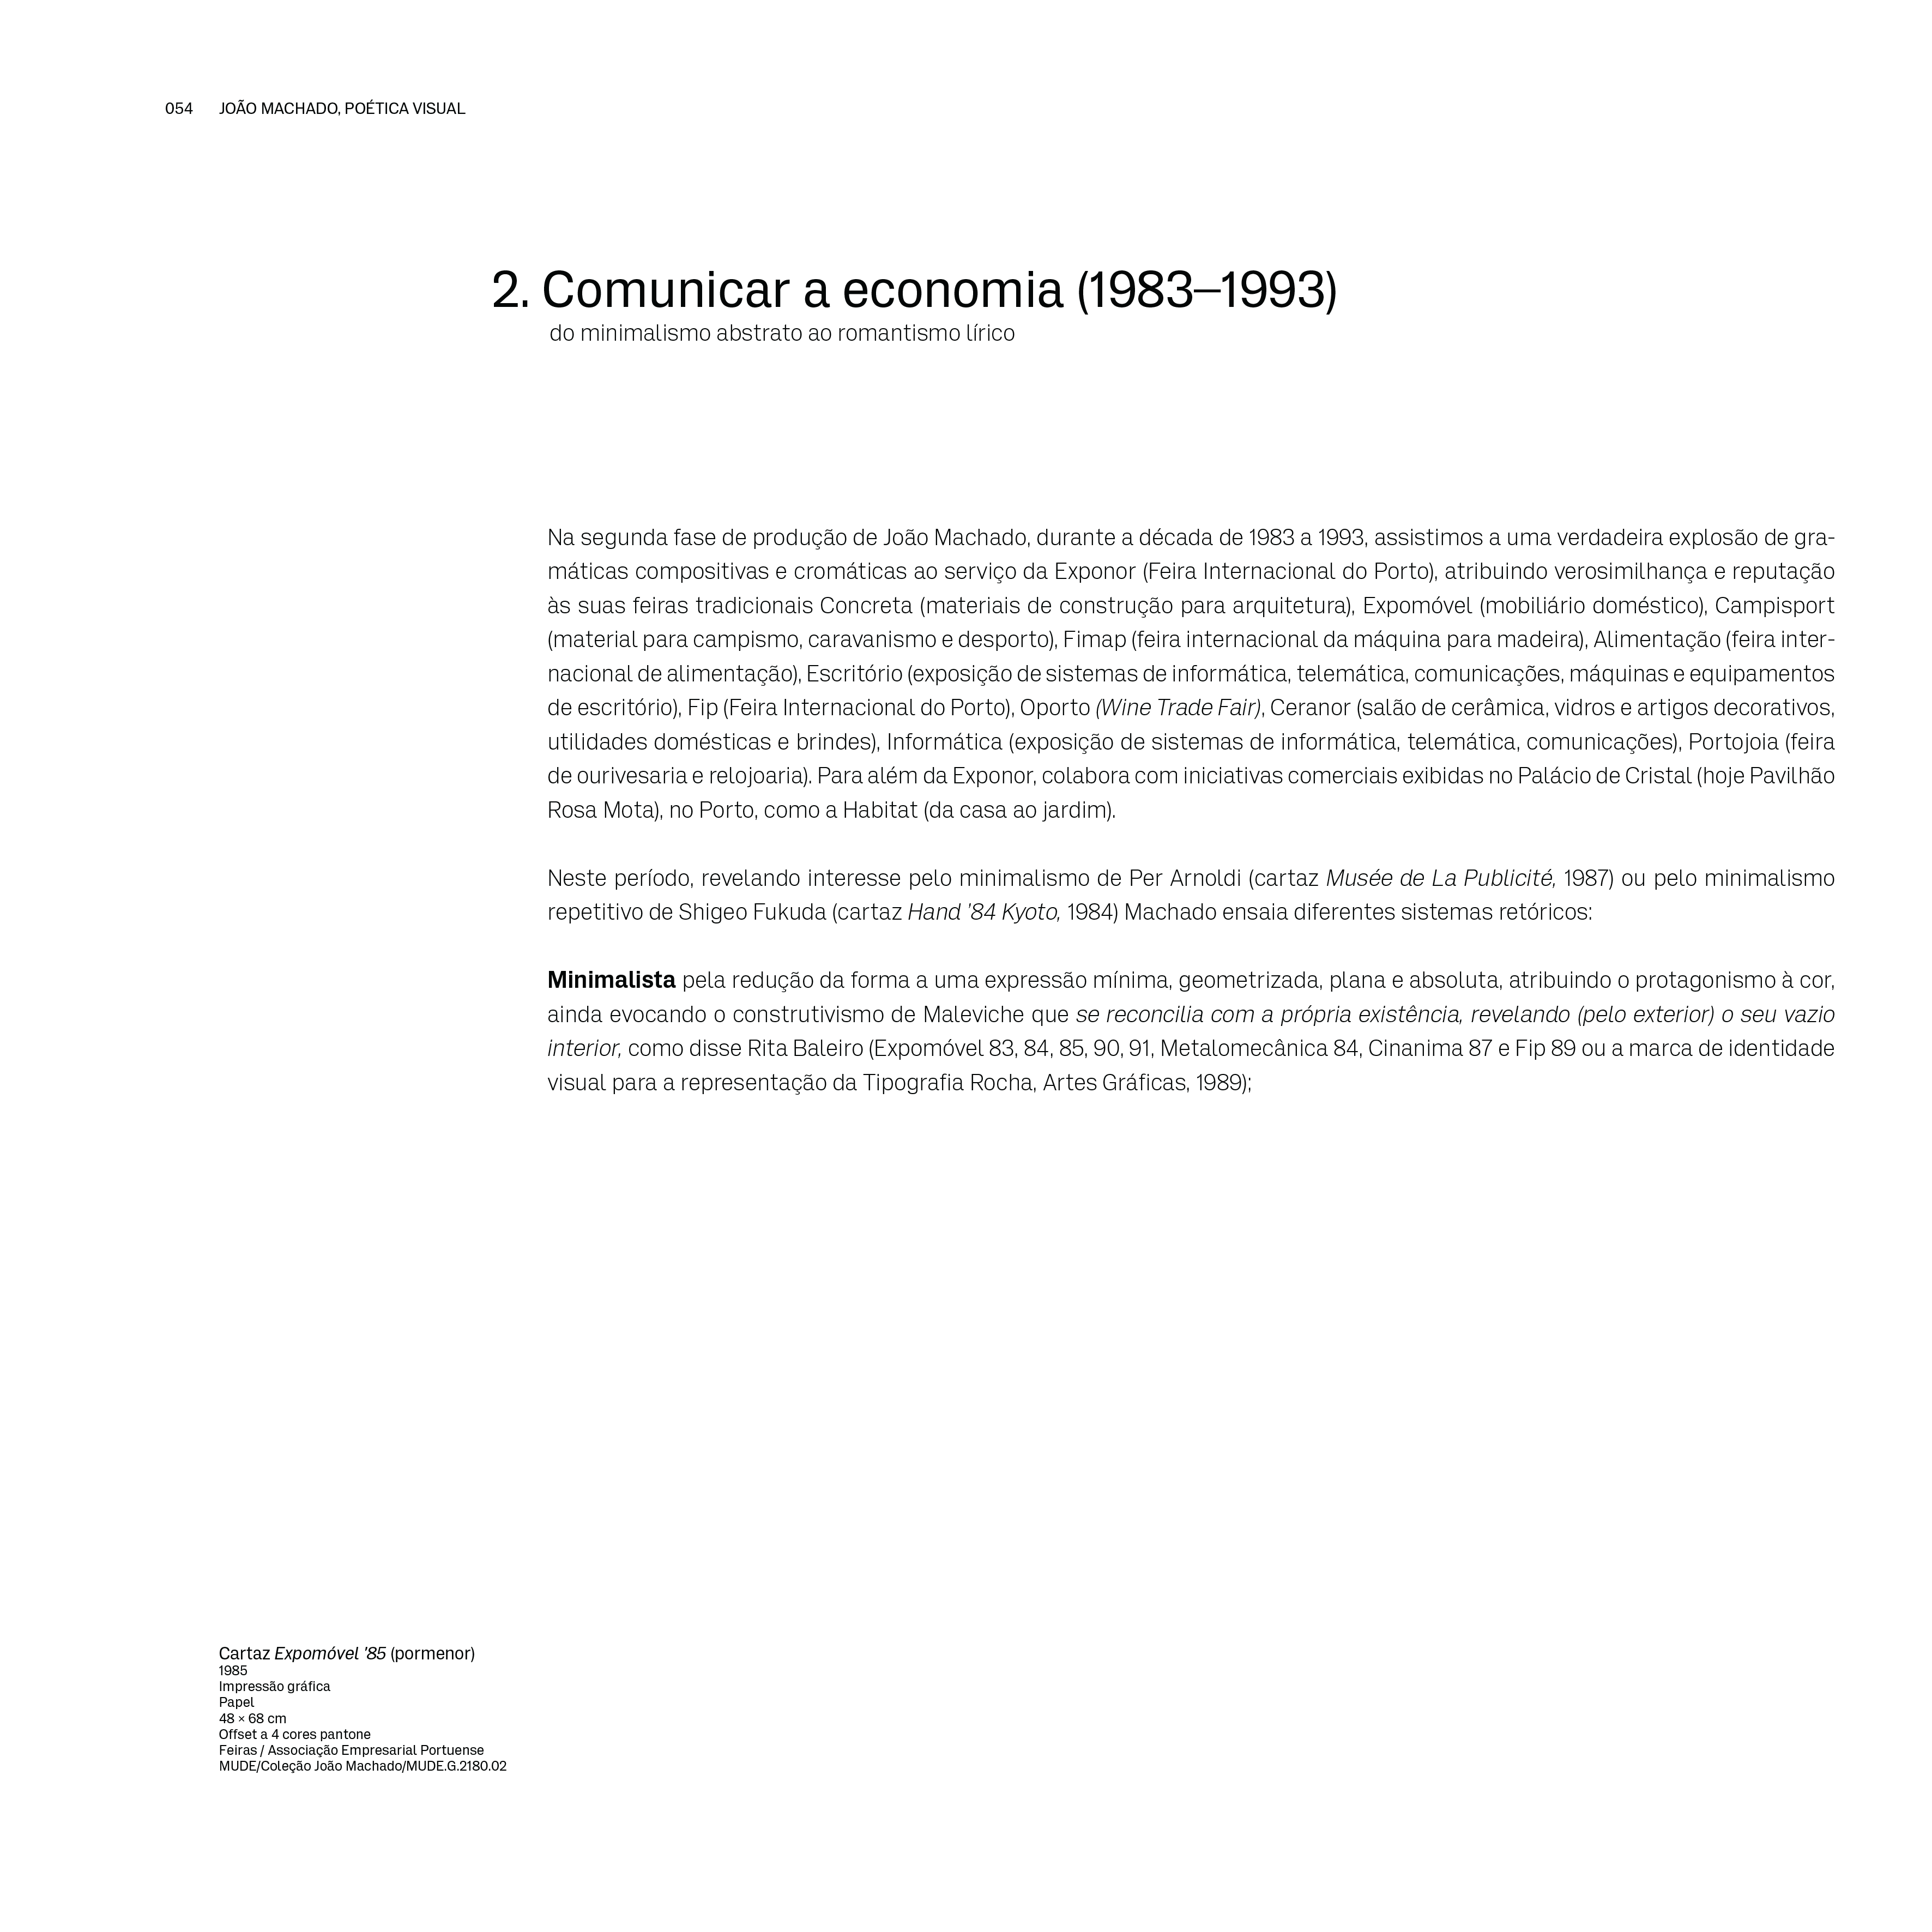 054 JOÃO MACHADO, POÉTICA VISUAL
2. Comunicar a economia (1983–1993)
do minimalismo abstrato ao romantismo lírico
Na segunda fase de produção de João Machado, durante a década de 1983 a 1993, assistimos a uma verdadeira explosão de gra-
máticas compositivas e cromáticas ao serviço da Exponor (Feira Internacional do Porto), atribuindo verosimilhança e reputação
às suas feiras tradicionais Concreta (materiais de construção para arquitetura), Expomóvel (mobiliário doméstico), Campisport
(material para campismo, caravanismo e desporto), Fimap (feira internacional da máquina para madeira), Alimentação (feira inter-
nacional de alimentação), Escritório (exposição de sistemas de informática, telemática, comunicações, máquinas e equipamentos
de escritório), Fip (Feira Internacional do Porto), Oporto (Wine Trade Fair), Ceranor (salão de cerâmica, vidros e artigos decorativos,
utilidades domésticas e brindes), Informática (exposição de sistemas de informática, telemática, comunicações), Portojoia (feira
de ourivesaria e relojoaria). Para além da Exponor, colabora com iniciativas comerciais exibidas no Palácio de Cristal (hoje Pavilhão
Rosa Mota), no Porto, como a Habitat (da casa ao jardim).
Neste período, revelando interesse pelo minimalismo de Per Arnoldi (cartaz Musée de La Publicité, 1987) ou pelo minimalismo
repetitivo de Shigeo Fukuda (cartaz Hand ’84 Kyoto, 1984) Machado ensaia diferentes sistemas retóricos:
Minimalista pela redução da forma a uma expressão mínima, geometrizada, plana e absoluta, atribuindo o protagonismo à cor,
ainda evocando o construtivismo de Maleviche que se reconcilia com a própria existência, revelando (pelo exterior) o seu vazio
interior, como disse Rita Baleiro (Expomóvel 83, 84, 85, 90, 91, Metalomecânica 84, Cinanima 87 e Fip 89 ou a marca de identidade
visual para a representação da Tipografia Rocha, Artes Gráficas, 1989);
Cartaz Expomóvel ’85 (pormenor)
1985
Impressão gráfica
Papel
48 × 68 cm
Offset a 4 cores pantone
Feiras / Associação Empresarial Portuense
MUDE/Coleção João Machado/MUDE.G.2180.02